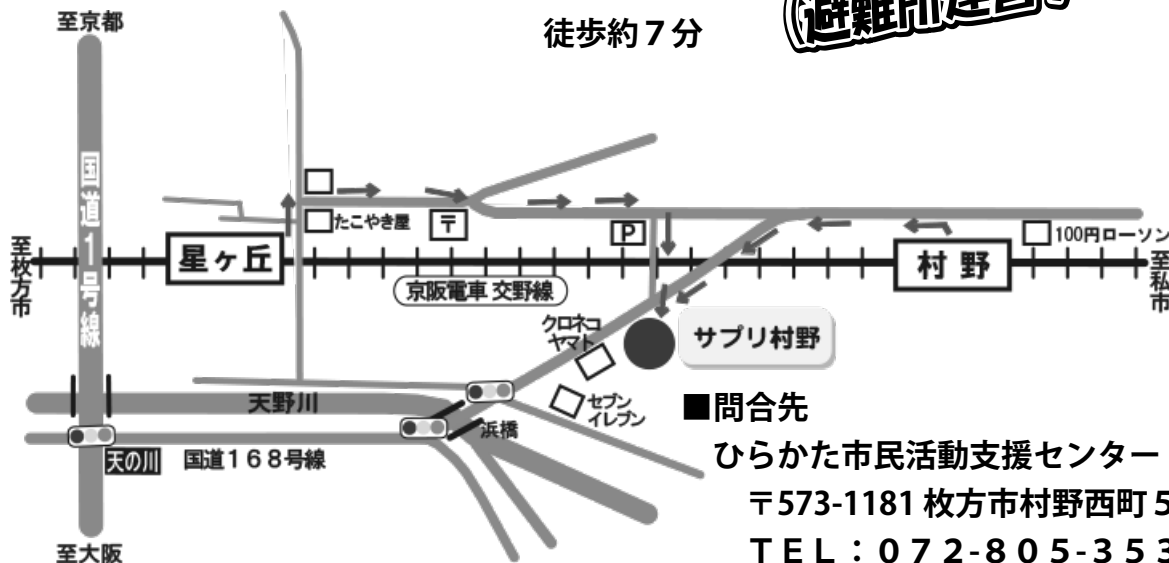 至京都
徒歩約７分
避難所運営
国道1号線
たこやき屋
〒
P
100円ローソン
至枚方市
星ヶ丘
村野
至私市
京阪電車 交野線
クロネコ
ヤマト
サプリ村野
セブン
イレブン
天野川
浜橋
天の川
国道１６８号線
至大阪
■問合先
ひらかた市民活動支援センター
〒573-1181 枚方市村野西町５
ＴＥＬ：０７２-８０５-３５３